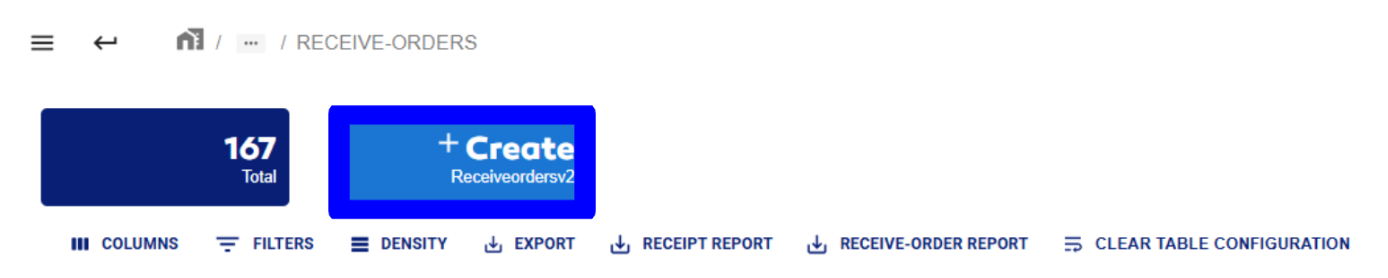 / ... / RECEIVE-ORDERS
167
Total
+ Create
Receiveordersv2
COLUMNS FILTERS DENSITY EXPORT RECEIPT REPORT RECEIVE-ORDER REPORT CLEAR TABLE CONFIGURATION